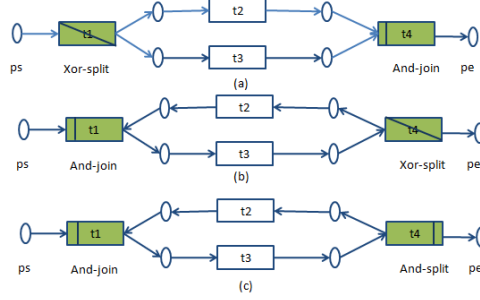 t2
t1
t4
ps
t3
pe
Xor-split
And-join
(a)
t2
t1
t4
t3
ps
And-join
Xor-split
pe
(b)
t2
t1
t4
t3
ps
And-join
And-split
pe
(c)